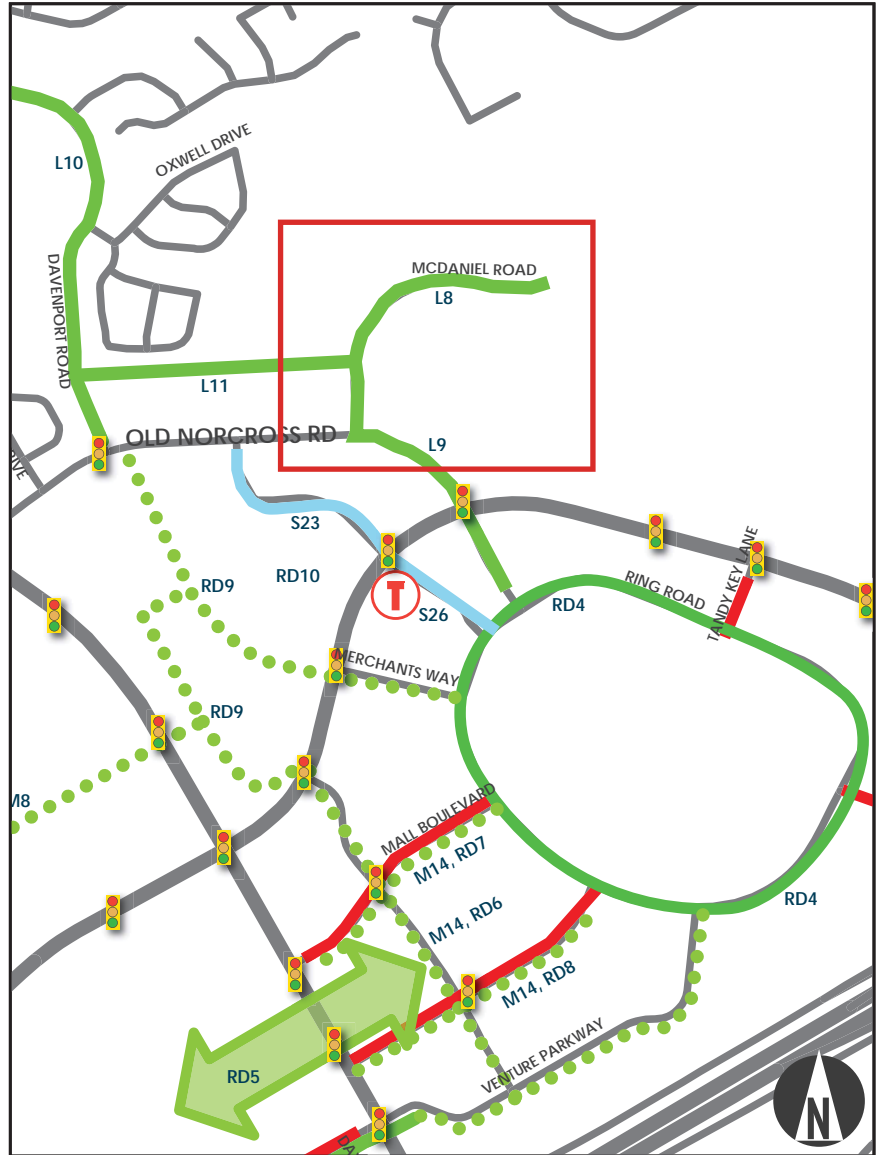 OXWELL DRIVE
L10
DAVENPORT ROAD
MCDANIEL ROAD
L8
L11
OLD NORCROSS RD
L9
S23
RD10
RD9
S26
RD4
RING ROAD
TANDY KEY LANE
MERCHANTS WAY
RD9
M8
MALL BOULEVARD
M14, RD7
M14, RD6
M14, RD8
RD4
RD5
VENTURE PARKWAY
N
T